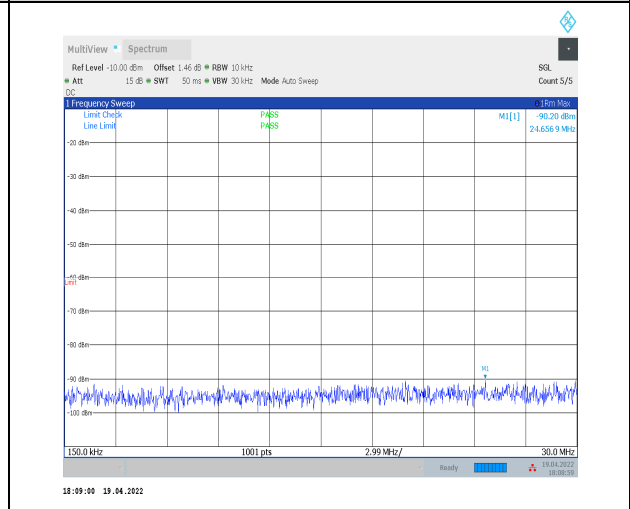 MultiView Spectrum
Ref Level -10.00 dBm Offset 1.46 dB RBW 10 kHz SGL
Att 15 dB SWT 50 ms VBW 30 kHz Mode Auto Sweep Count 5/5
DC
1 Frequency Sweep 1Rm Max
Limit Check PASS M1[1] -90.20 dBm
Line Limit PASS 24.656 9 MHz
-20 dBm
-30 dBm
-40 dBm
-50 dBm
-60 dBm
Limit
-70 dBm
-80 dBm
M1
-90 dBm
-100 dBm
150.0 kHz 1001 pts 2.99 MHz/ 30.0 MHz
Ready 19.04.2022
18:08:59
18:09:00 19.04.2022